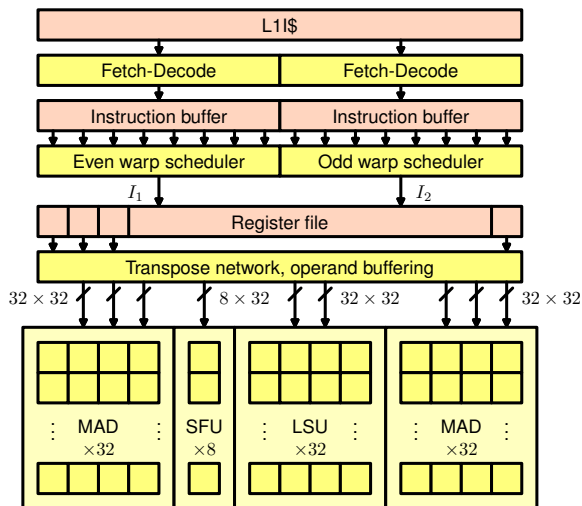 L1I$
Fetch-Decode Fetch-Decode
Instruction buffer Instruction buffer
Even warp scheduler Odd warp scheduler
I₁ I₂
Register file
Transpose network, operand buffering
32 × 32 8 × 32 32 × 32 32 × 32
⋮ MAD ⋮ SFU ⋮ LSU ⋮ ⋮ MAD ⋮
×32 ×8 ×32 ×32